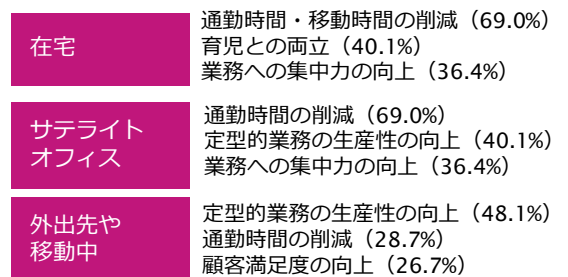 在宅
通勤時間・移動時間の削減（69.0%）
育児との両立（40.1%）
業務への集中力の向上（36.4%）
サテライト
オフィス
通勤時間の削減（69.0%）
定型的業務の生産性の向上（40.1%）
業務への集中力の向上（36.4%）
外出先や
移動中
定型的業務の生産性の向上（48.1%）
通勤時間の削減（28.7%）
顧客満足度の向上（26.7%）